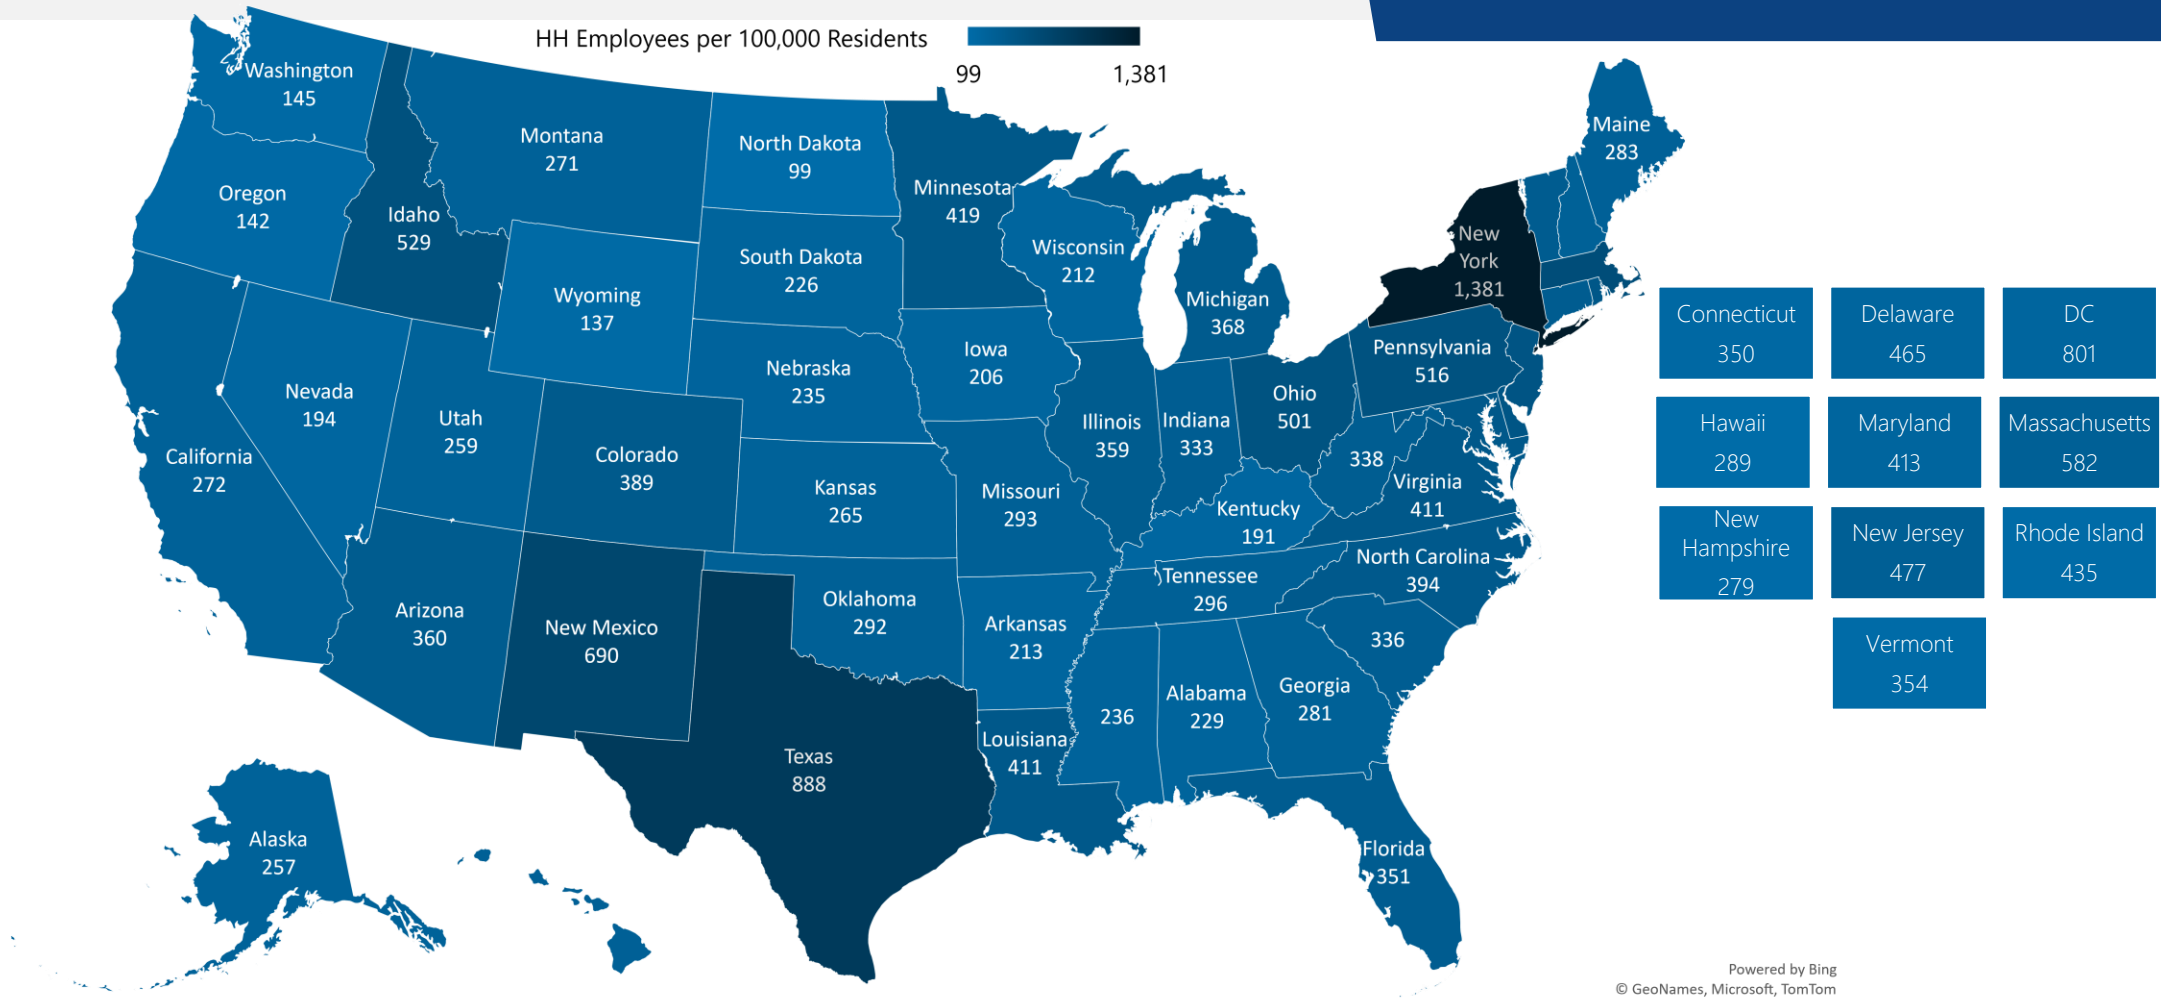 HH Employees per 100,000 Residents
99
1,381
Washington
145
Oregon
142
Idaho
529
Montana
271
North Dakota
99
Minnesota
419
Wisconsin
212
Michigan
368
Maine
283
New
York
1,381
South Dakota
226
Wyoming
137
Nebraska
235
Iowa
206
Nevada
194
Utah
259
California
272
Colorado
389
Kansas
265
Missouri
293
Illinois
359
Indiana
333
Ohio
501
Pennsylvania
516
338
Virginia
411
Kentucky
191
North Carolina
394
Tennessee
296
Arizona
360
New Mexico
690
Oklahoma
292
Arkansas
213
336
Texas
888
Louisiana
411
236
Alabama
229
Georgia
281
Florida
351
Alaska
257
Connecticut
350
Delaware
465
DC
801
Hawaii
289
Maryland
413
Massachusetts
582
New
Hampshire
279
New Jersey
477
Rhode Island
435
Vermont
354
Powered by Bing
© GeoNames, Microsoft, TomTom